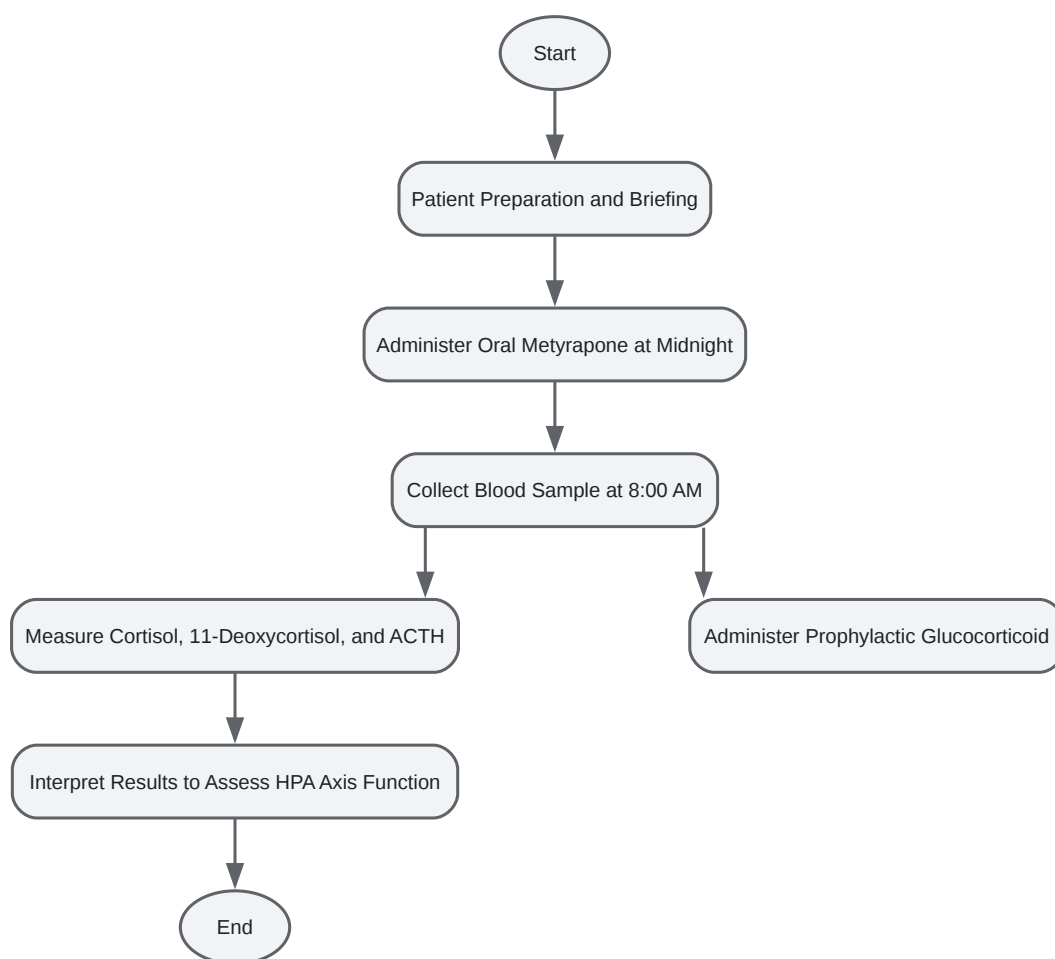 Start
Patient Preparation and Briefing
Administer Oral Metyrapone at Midnight
Collect Blood Sample at 8:00 AM
Measure Cortisol, 11-Deoxycortisol, and ACTH
Administer Prophylactic Glucocorticoid
Interpret Results to Assess HPA Axis Function
End